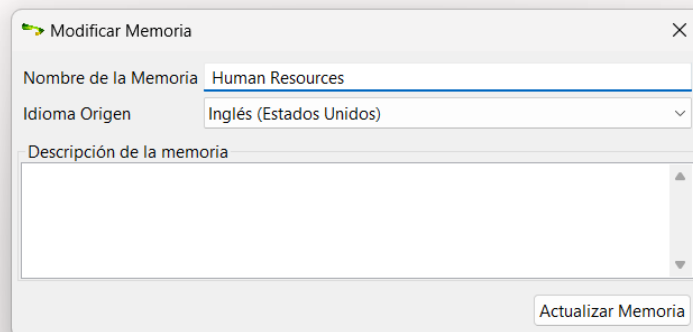 Modificar Memoria
Nombre de la Memoria Human Resources
Idioma Origen Inglés (Estados Unidos)
Descripción de la memoria
Actualizar Memoria